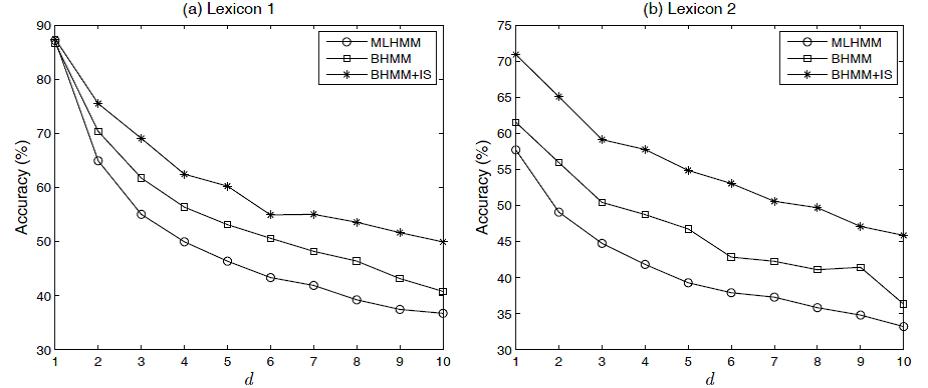 (a) Lexicon 1
90
80
70
60
50
40
30
Accuracy (%)
MLHMM
BHMM
BHMM+IS
1 2 3 4 5 6 7 8 9 10
d
(b) Lexicon 2
75
70
65
60
55
50
45
40
35
30
Accuracy (%)
MLHMM
BHMM
BHMM+IS
1 2 3 4 5 6 7 8 9 10
d